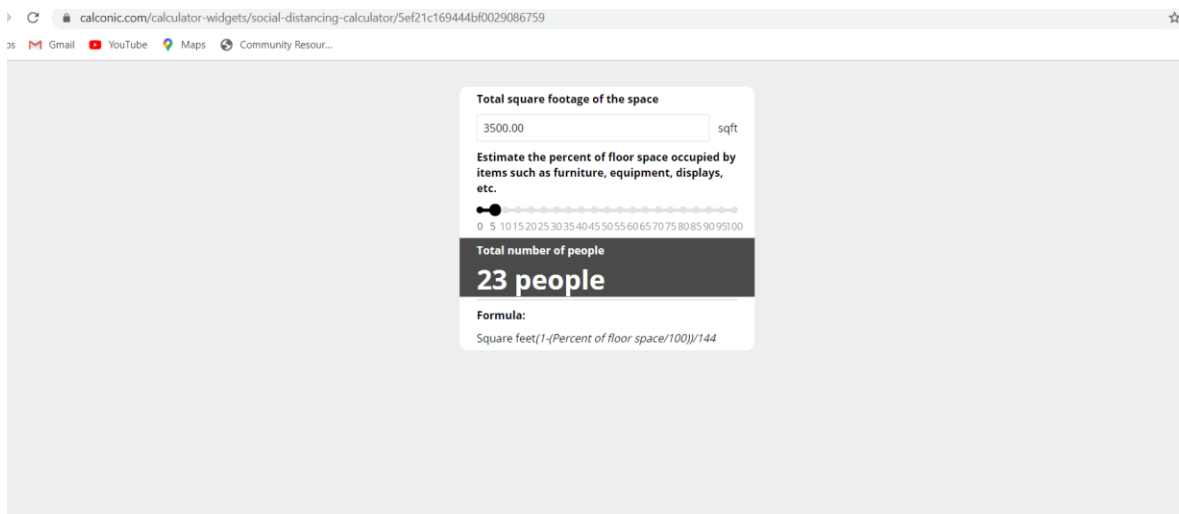 calconic.com/calculator-widgets/social-distancing-calculator/5ef21c169444bf0029086759
Gmail YouTube Maps Community Resour...
Total square footage of the space
3500.00 sqft
Estimate the percent of floor space occupied by
items such as furniture, equipment, displays,
etc.
0 5 10 15 20 25 30 35 40 45 50 55 60 65 70 75 80 85 90 95 100
Total number of people
23 people
Formula:
Square feet(1-(Percent of floor space/100))/144